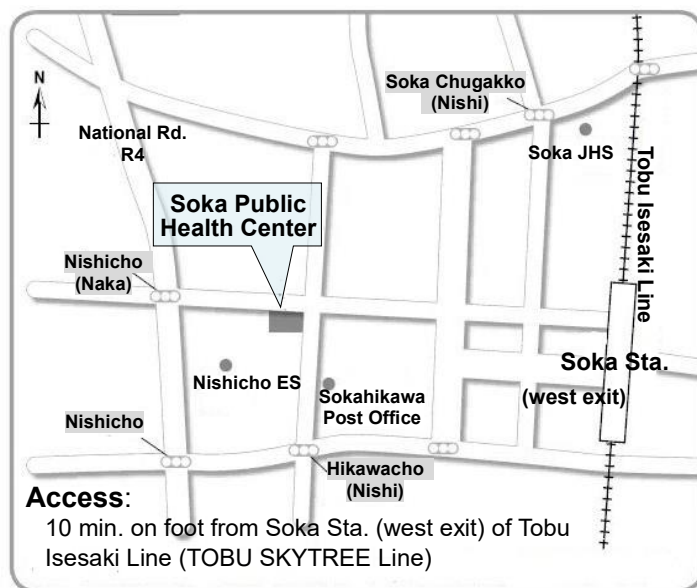 N
National Rd.
R4
Soka Chugakko
(Nishi)
Soka JHS
Tobu Isesaki Line
Soka Public
Health Center
Nishicho
(Naka)
Nishicho ES
Sokahikawa
Post Office
Soka Sta.
(west exit)
Nishicho
Hikawacho
(Nishi)
Access:
10 min. on foot from Soka Sta. (west exit) of Tobu
Isesaki Line (TOBU SKYTREE Line)